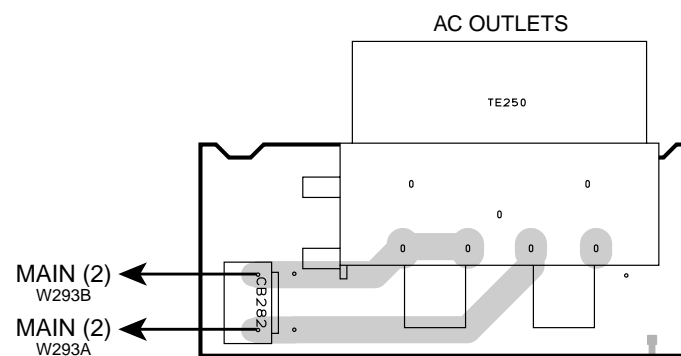 AC OUTLETS
TE250
MAIN (2)
W293B
CB282
MAIN (2)
W293A